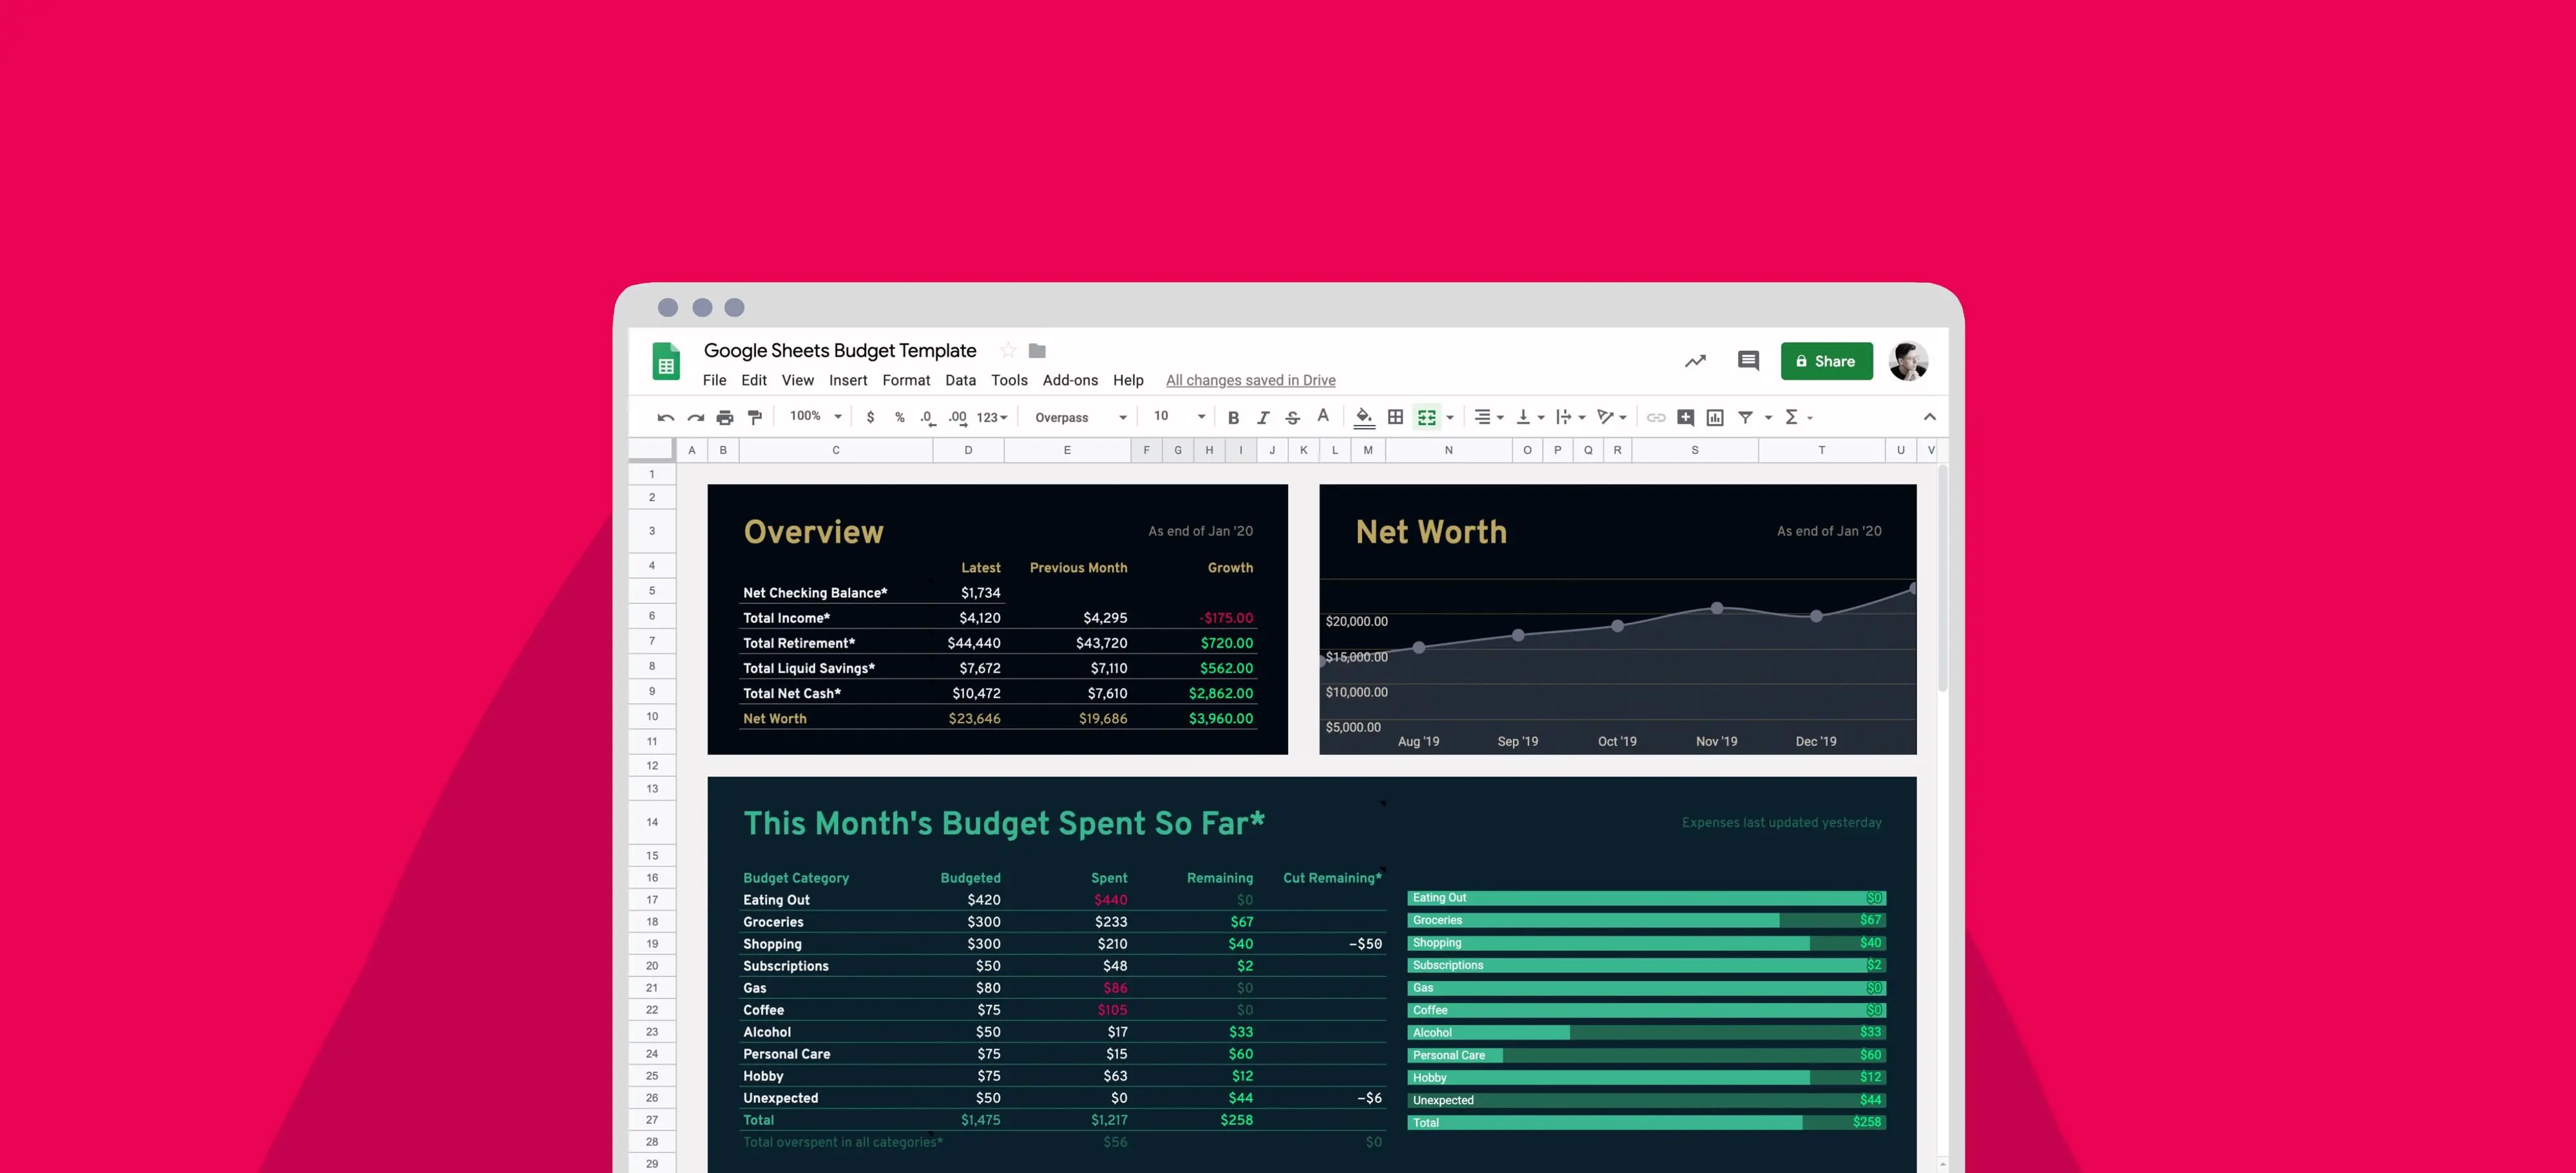 Google Sheets Budget Template
File Edit View Insert Format Data Tools Add-ons Help All changes saved in Drive
Share
100% $ % .0 .00 123 Overpass 10 B I S A
A B C D E F G H I J K L M N O P Q R S T U V
1
2
3 Overview As end of Jan '20 Net Worth As end of Jan '20
4 Latest Previous Month Growth
5 Net Checking Balance* $1,734
6 Total Income* $4,120 $4,295 -$175.00 $20,000.00
7 Total Retirement* $44,440 $43,720 $720.00
8 Total Liquid Savings* $7,672 $7,110 $562.00 $15,000.00
9 Total Net Cash* $10,472 $7,610 $2,862.00 $10,000.00
10 Net Worth $23,646 $19,686 $3,960.00 $5,000.00
11 Aug '19 Sep '19 Oct '19 Nov '19 Dec '19
12
13
14 This Month's Budget Spent So Far* Expenses last updated yesterday
15
16 Budget Category Budgeted Spent Remaining Cut Remaining*
17 Eating Out $420 $440 $0 Eating Out $0
18 Groceries $300 $233 $67 Groceries $67
19 Shopping $300 $210 $40 –$50 Shopping $40
20 Subscriptions $50 $48 $2 Subscriptions $2
21 Gas $80 $86 $0 Gas $0
22 Coffee $75 $105 $0 Coffee $0
23 Alcohol $50 $17 $33 Alcohol $33
24 Personal Care $75 $15 $60 Personal Care $60
25 Hobby $75 $63 $12 Hobby $12
26 Unexpected $50 $0 $44 –$6 Unexpected $44
27 Total $1,475 $1,217 $258 Total $258
28 Total overspent in all categories* $56 $0
29